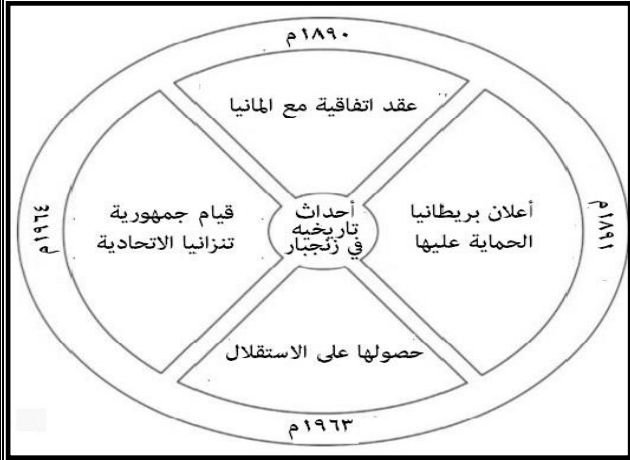 ١٨٩٠م
عقد اتفاقية مع المانيا
أحداث
تاريخيه
في زنجبار
أعلان بريطانيا
الحماية عليها
١٨٩١م
قيام جمهورية
تنزانيا الاتحادية
١٩٦٤م
حصولها على الاستقلال
١٩٦٣م